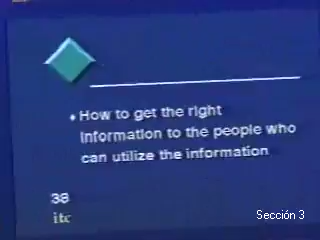 • How to get the right
information to the people who
can utilize the information
38
itc
Sección 3